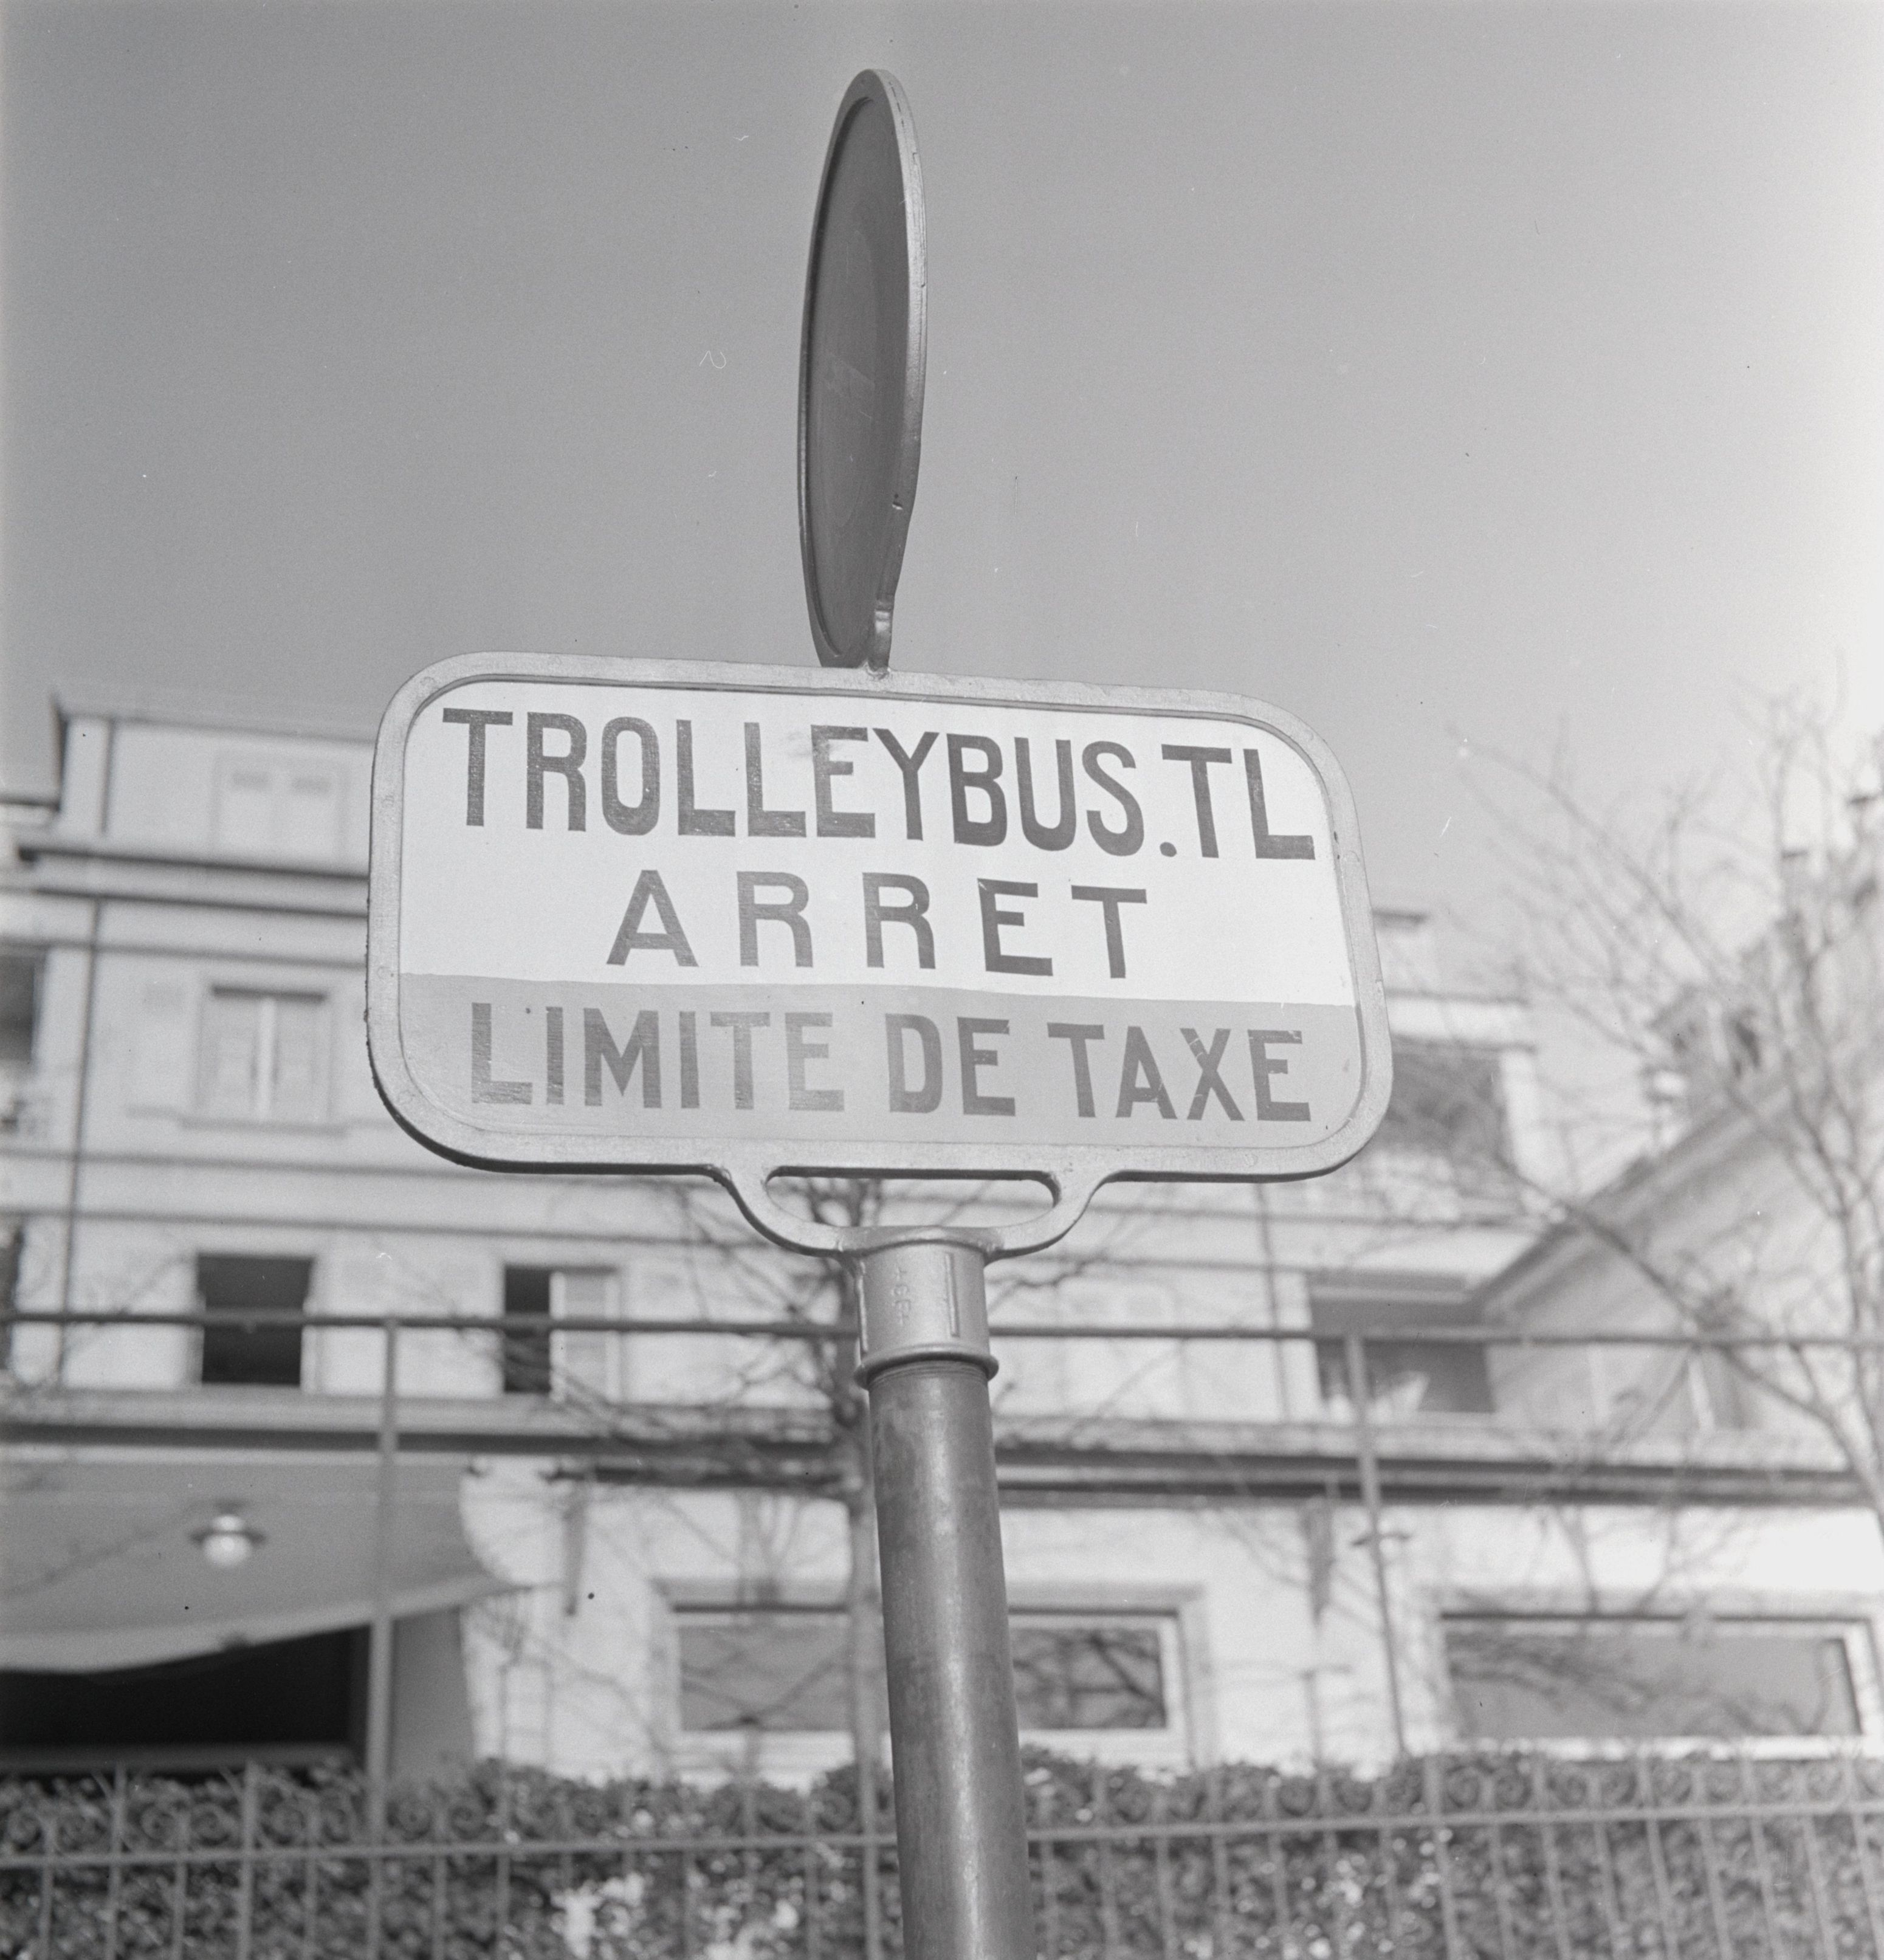 TROLLEYBUS.TL
ARRET
LIMITE DE TAXE